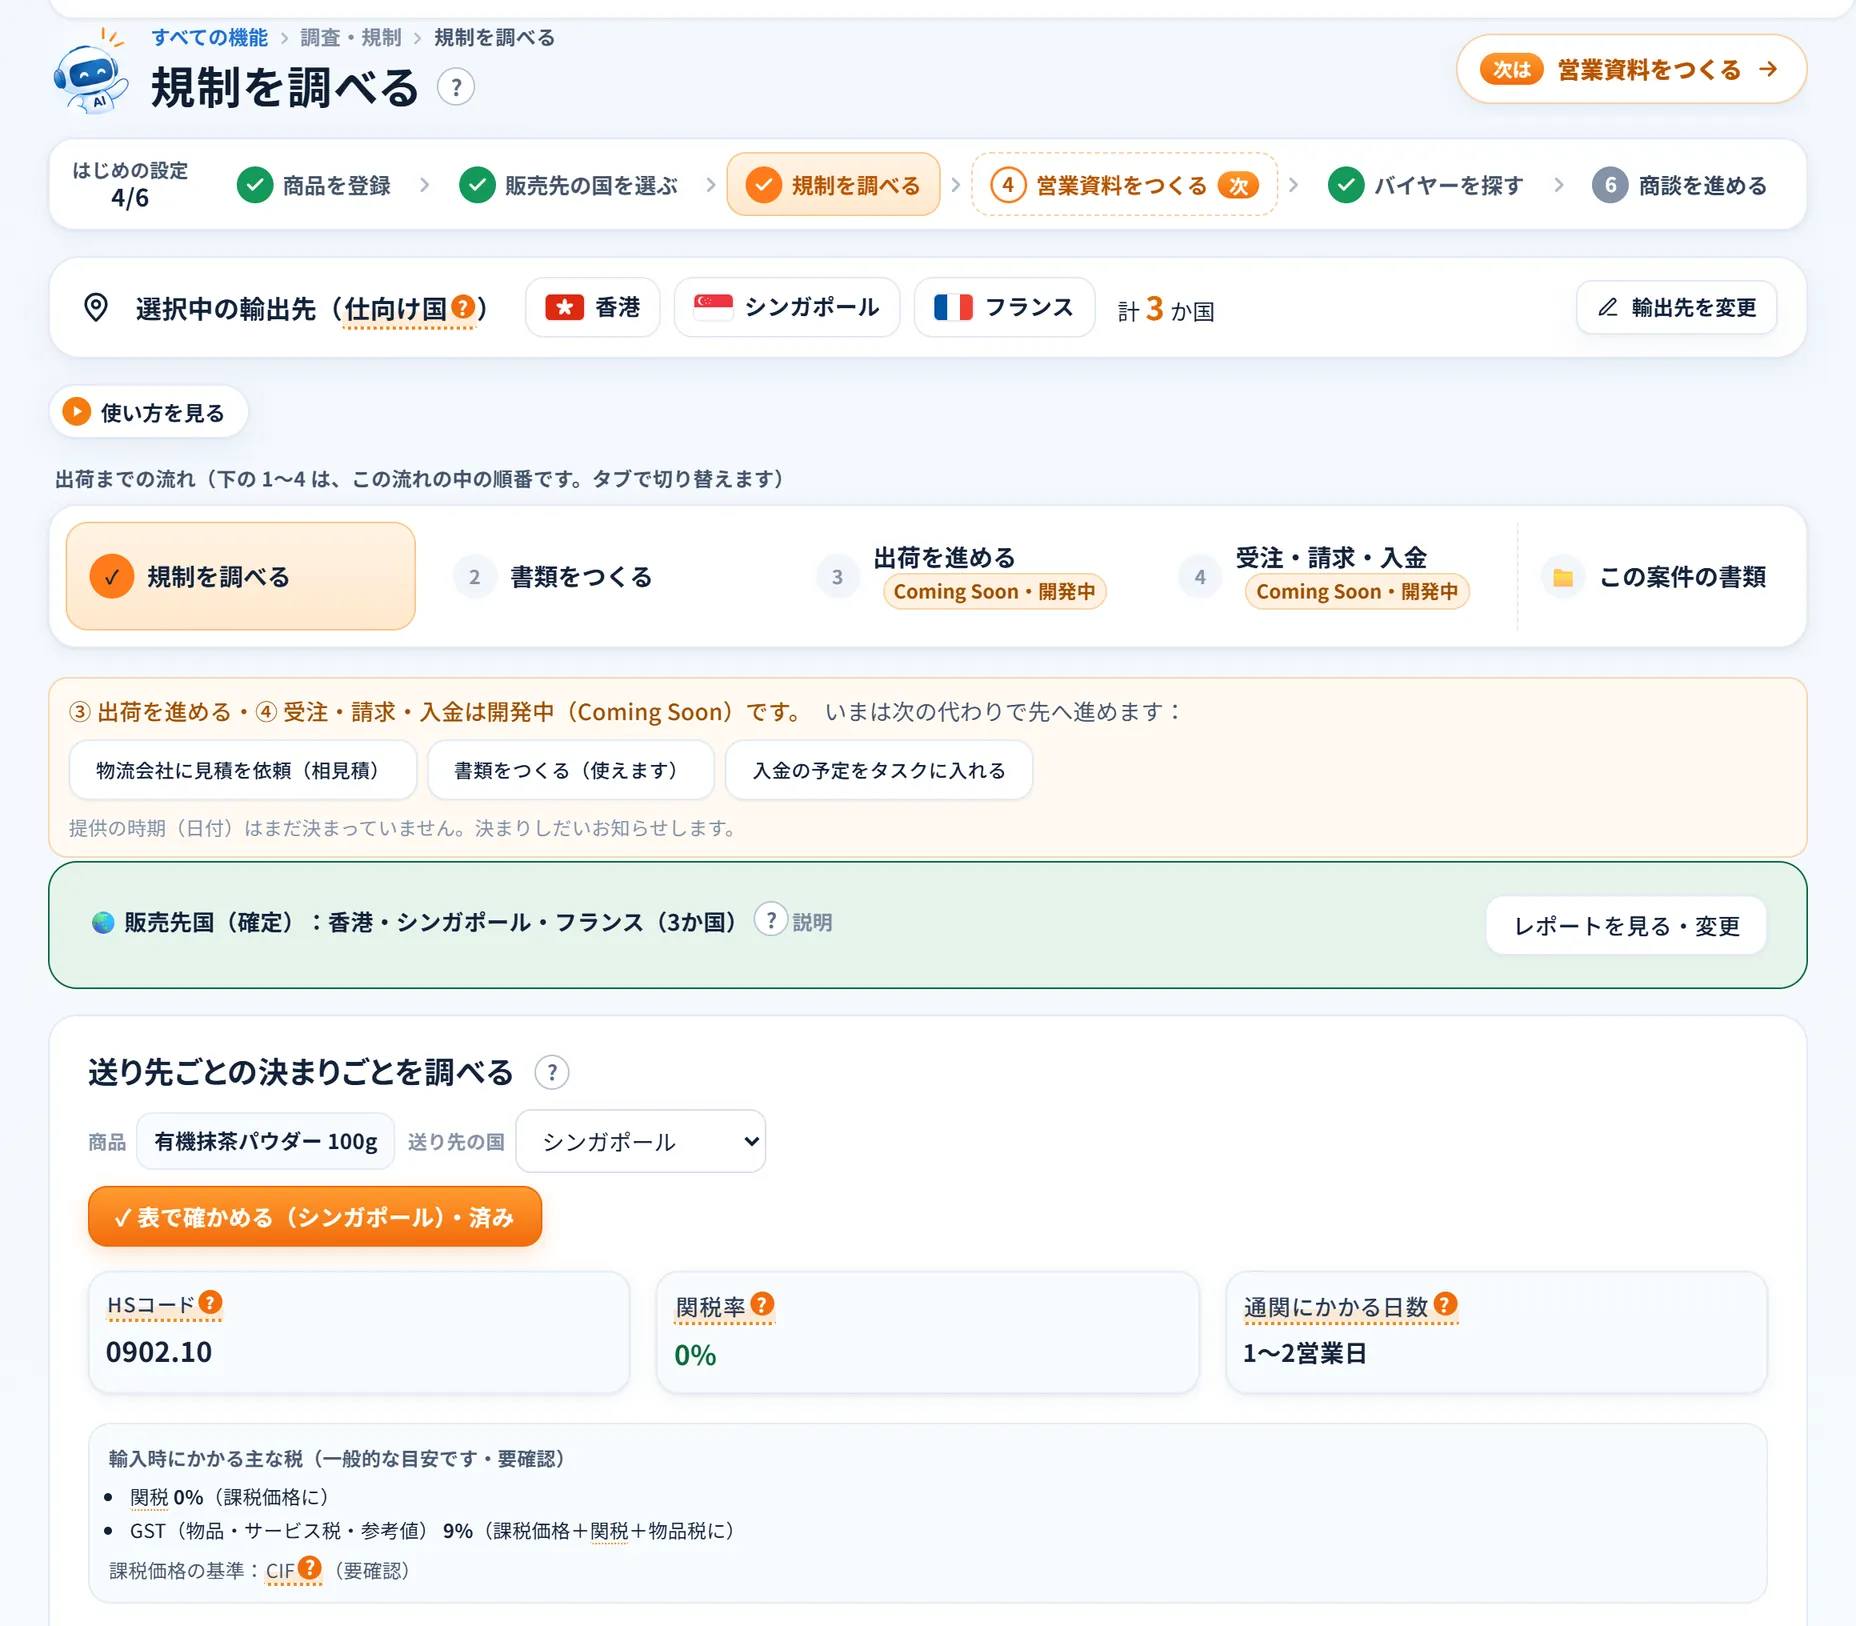 すべての機能 › 調査・規制 › 規制を調べる
AI
規制を調べる ?
次は 営業資料をつくる →
はじめの設定
4/6
商品を登録 › 販売先の国を選ぶ › 規制を調べる › 4 営業資料をつくる 次 › バイヤーを探す › 6 商談を進める
選択中の輸出先（仕向け国?） 香港 シンガポール フランス 計 3 か国 輸出先を変更
使い方を見る
出荷までの流れ（下の 1〜4 は、この流れの中の順番です。タブで切り替えます）
✓ 規制を調べる
2 書類をつくる
3 出荷を進める
Coming Soon・開発中
4 受注・請求・入金
Coming Soon・開発中
この案件の書類
③ 出荷を進める・④ 受注・請求・入金は開発中（Coming Soon）です。 いまは次の代わりで先へ進めます：
物流会社に見積を依頼（相見積） 書類をつくる（使えます） 入金の予定をタスクに入れる
提供の時期（日付）はまだ決まっていません。決まりしだいお知らせします。
販売先国（確定）：香港・シンガポール・フランス（3か国） ? 説明 レポートを見る・変更
送り先ごとの決まりごとを調べる ?
商品 有機抹茶パウダー 100g 送り先の国 シンガポール
✓ 表で確かめる（シンガポール）・済み
HSコード?
0902.10
関税率?
0%
通関にかかる日数?
1〜2営業日
輸入時にかかる主な税（一般的な目安です・要確認）
• 関税 0%（課税価格に）
• GST（物品・サービス税・参考値） 9%（課税価格＋関税＋物品税に）
課税価格の基準：CIF?（要確認）